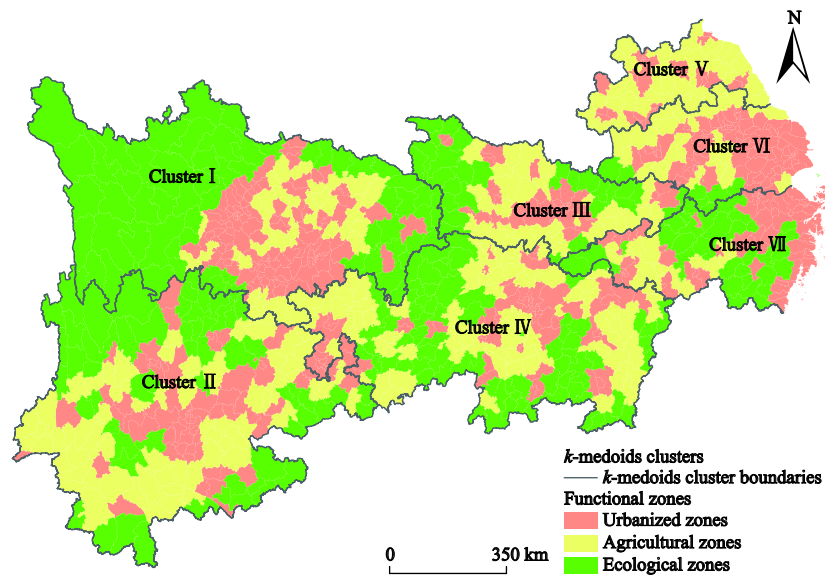 N
Cluster Ⅴ
Cluster Ⅵ
Cluster Ⅰ
Cluster Ⅲ
Cluster Ⅶ
Cluster Ⅳ
Cluster Ⅱ
k-medoids clusters
k-medoids cluster boundaries
Functional zones
Urbanized zones
Agricultural zones
Ecological zones
0 350 km